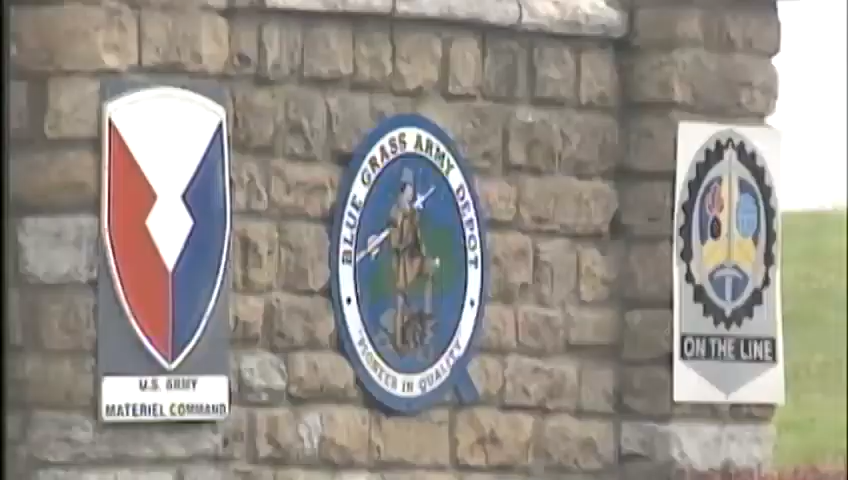 U.S. ARMY
MATERIEL COMMAND
BLUE GRASS ARMY DEPOT
"PIONEER IN QUALITY"
ON THE LINE